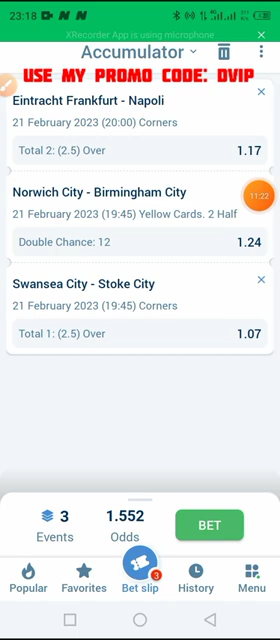 23:18
XRecorder App is using microphone
Accumulator
USE MY PROMO CODE: DVIP
Eintracht Frankfurt - Napoli
21 February 2023 (20:00) Corners
Total 2: (2.5) Over 1.17
Norwich City - Birmingham City
11:22
21 February 2023 (19:45) Yellow Cards. 2 Half
Double Chance: 12 1.24
Swansea City - Stoke City
21 February 2023 (19:45) Corners
Total 1: (2.5) Over 1.07
3 1.552 BET
Events Odds
3
Popular Favorites Bet slip History Menu